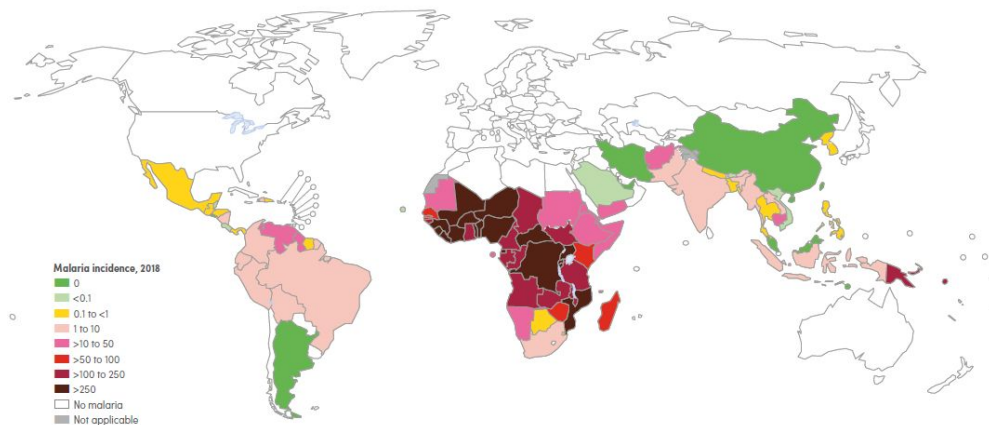 Malaria incidence, 2018
0
<0.1
0.1 to <1
1 to 10
>10 to 50
>50 to 100
>100 to 250
>250
No malaria
Not applicable